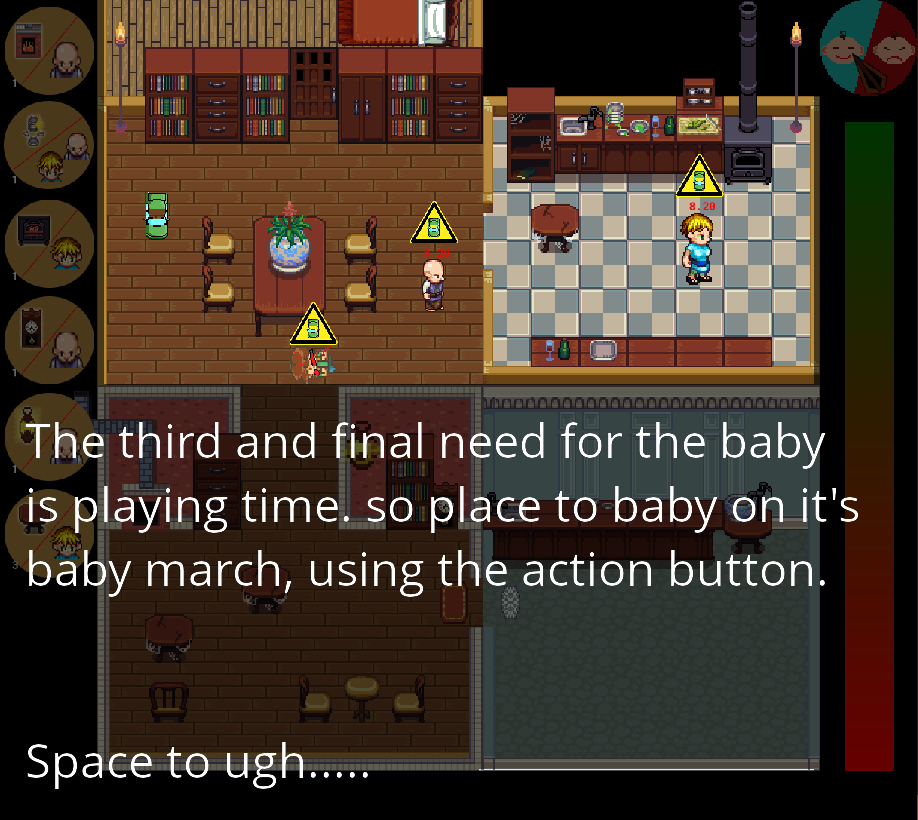 8.20
The third and final need for the baby
is playing time. so place to baby on it's
baby march, using the action button.
Space to ugh.....